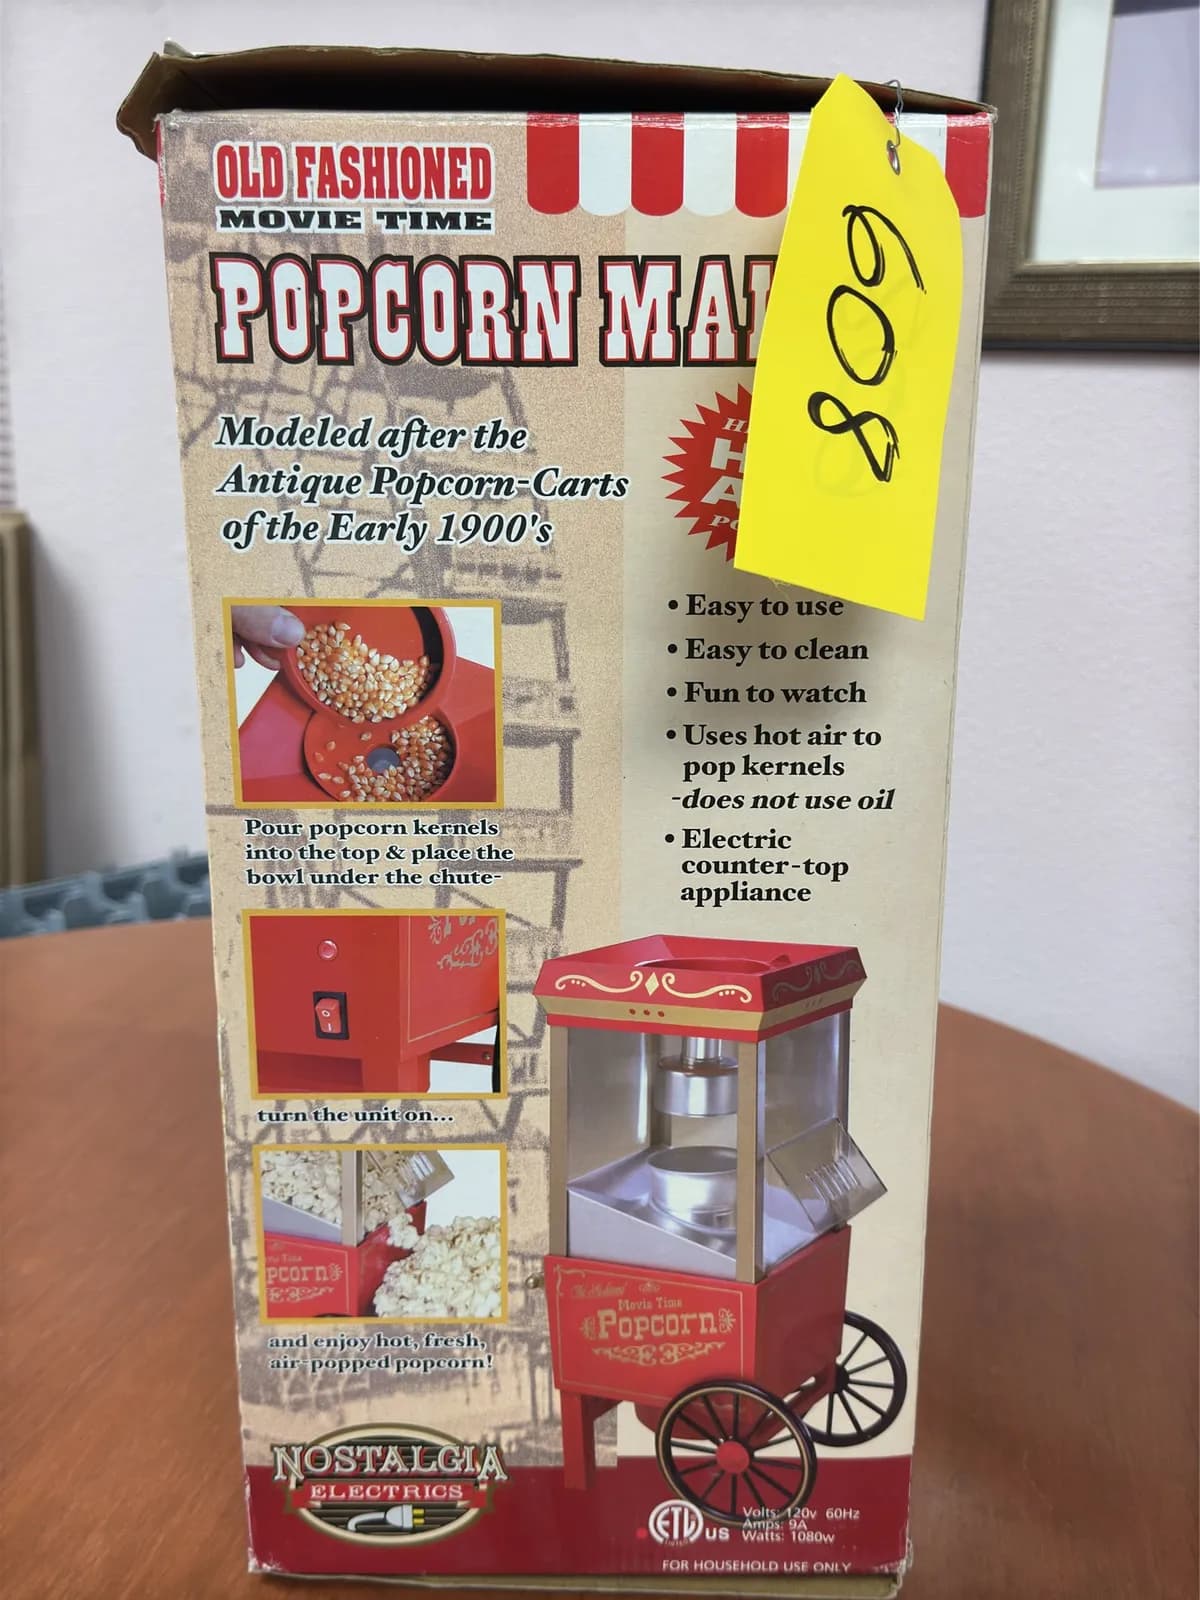 OLD FASHIONED
MOVIE TIME
POPCORN
809
Modeled after the
Antique Popcorn-Carts
of the Early 1900's
• Easy to use
• Easy to clean
• Fun to watch
• Uses hot air to
pop kernels
-does not use oil
• Electric
counter-top
appliance
Pour popcorn kernels
into the top & place the
bowl under the chute-
turn the unit on...
and enjoy hot, fresh,
air-popped popcorn!
Movie Time
Popcorn
NOSTALGIA
ELECTRICS
ETL US
LISTED
Volts: 120v 60Hz
Amps: 9A
Watts: 1080w
FOR HOUSEHOLD USE ONLY